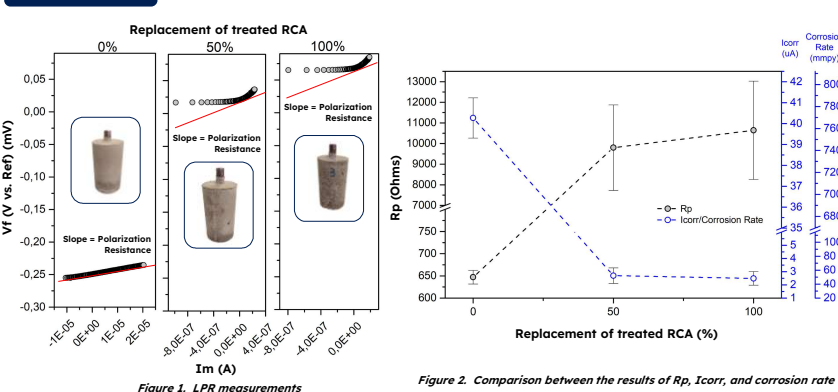 Replacement of treated RCA
0% 50% 100%
0,05
0,00
-0,05
-0,10
-0,15
-0,20
-0,25
-0,30
Vf (V vs. Ref) (mV)
Slope = Polarization
Resistance
Slope = Polarization
Resistance
Slope = Polarization
Resistance
3
-1E-05 0E+00 1E-05 2E-05
-8,0E-07 -4,0E-07 0,0E+00 4,0E-07
-8,0E-07 -4,0E-07 0,0E+00
Im (A)
Figure 1. LPR measurements
Icorr
(uA)
Corrosion
Rate
(mmpy)
13000
12000
11000
10000
9000
8000
7000
750
700
650
600
Rp (Ohms)
42
41
40
39
38
37
36
35
5
4
3
2
1
800
780
760
740
720
700
680
100
80
60
40
20
Rp
Icorr/Corrosion Rate
0 50 100
Replacement of treated RCA (%)
Figure 2. Comparison between the results of Rp, Icorr, and corrosion rate